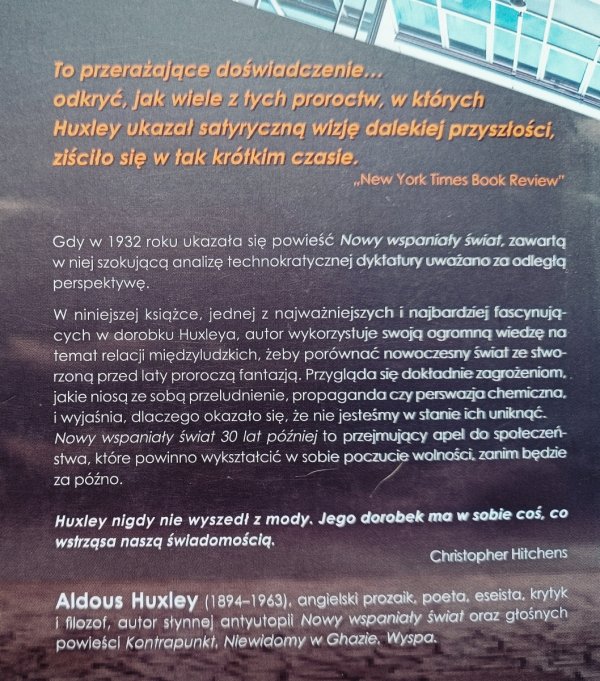 To przerażające doświadczenie...
odkryć, jak wiele z tych proroctw, w których
Huxley ukazał satyryczną wizję dalekiej przyszłości,
ziściło się w tak krótkim czasie.
„New York Times Book Review”
Gdy w 1932 roku ukazała się powieść Nowy wspaniały świat, zawartą
w niej szokującą analizę technokratycznej dyktatury uważano za odległą
perspektywę.
W niniejszej książce, jednej z najważniejszych i najbardziej fascynują-
cych w dorobku Huxleya, autor wykorzystuje swoją ogromną wiedzę na
temat relacji międzyludzkich, żeby porównać nowoczesny świat ze stwo-
rzoną przed laty proroczą fantazją. Przygląda się dokładnie zagrożeniom,
jakie niosą ze sobą przeludnienie, propaganda czy perswazja chemiczna,
i wyjaśnia, dlaczego okazało się, że nie jesteśmy w stanie ich uniknąć.
Nowy wspaniały świat 30 lat później to przejmujący apel do społeczeń-
stwa, które powinno wykształcić w sobie poczucie wolności, zanim będzie
za późno.
Huxley nigdy nie wyszedł z mody. Jego dorobek ma w sobie coś, co
wstrząsa naszą świadomością.
Christopher Hitchens
Aldous Huxley (1894–1963), angielski prozaik, poeta, eseista, krytyk
i filozof, autor słynnej antyutopii Nowy wspaniały świat oraz głośnych
powieści Kontrapunkt, Niewidomy w Ghazie, Wyspa.